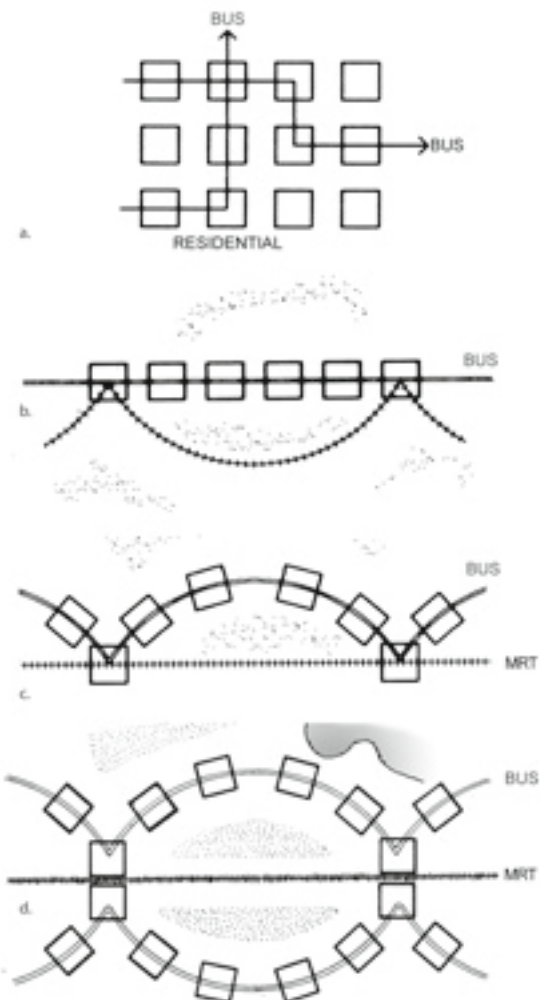 BUS
BUS
a.
RESIDENTIAL
BUS
b.
BUS
MRT
c.
BUS
MRT
d.